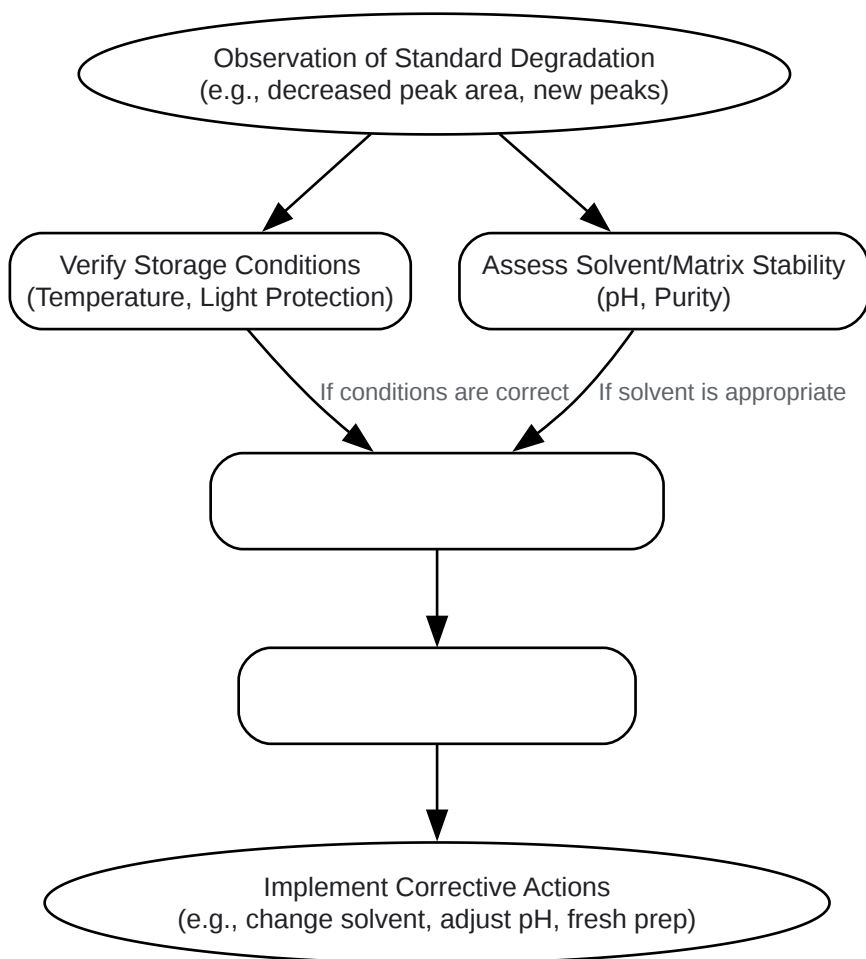 Observation of Standard Degradation
(e.g., decreased peak area, new peaks)
Verify Storage Conditions
(Temperature, Light Protection)
Assess Solvent/Matrix Stability
(pH, Purity)
If conditions are correct
If solvent is appropriate
Implement Corrective Actions
(e.g., change solvent, adjust pH, fresh prep)